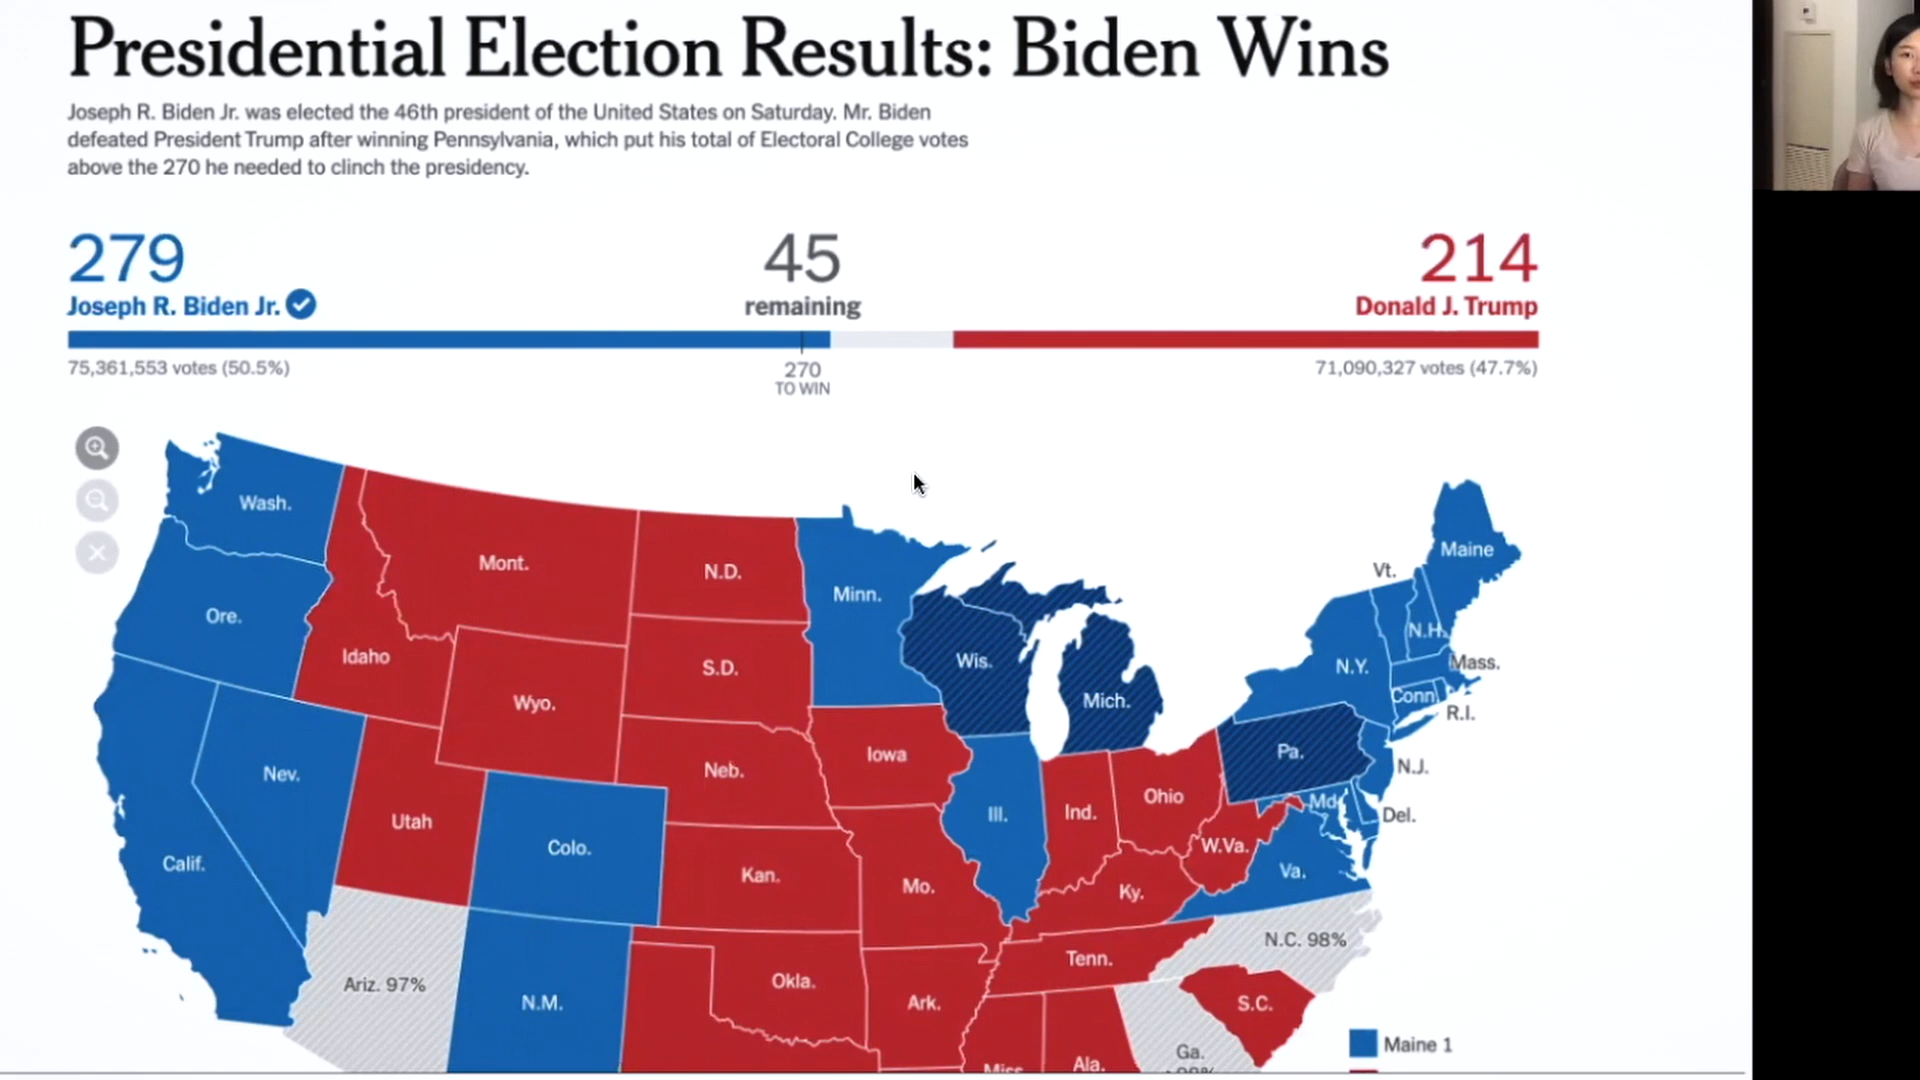 Presidential Election Results: Biden Wins
Joseph R. Biden Jr. was elected the 46th president of the United States on Saturday. Mr. Biden
defeated President Trump after winning Pennsylvania, which put his total of Electoral College votes
above the 270 he needed to clinch the presidency.
279
45
214
Joseph R. Biden Jr.
remaining
Donald J. Trump
75,361,553 votes (50.5%)
270
TO WIN
71,090,327 votes (47.7%)
Wash.
Mont.
N.D.
Minn.
Maine
Vt.
Ore.
Idaho
S.D.
Wis.
Mich.
N.Y.
N.H.
Mass.
Conn.
R.I.
Wyo.
Nev.
Neb.
Iowa
Pa.
N.J.
Utah
Colo.
Ill.
Ind.
Ohio
Md.
Del.
Calif.
Kan.
Mo.
Ky.
W.Va.
Va.
N.C. 98%
Ariz. 97%
N.M.
Okla.
Ark.
Tenn.
S.C.
Ga.
Miss.
Ala.
Maine 1